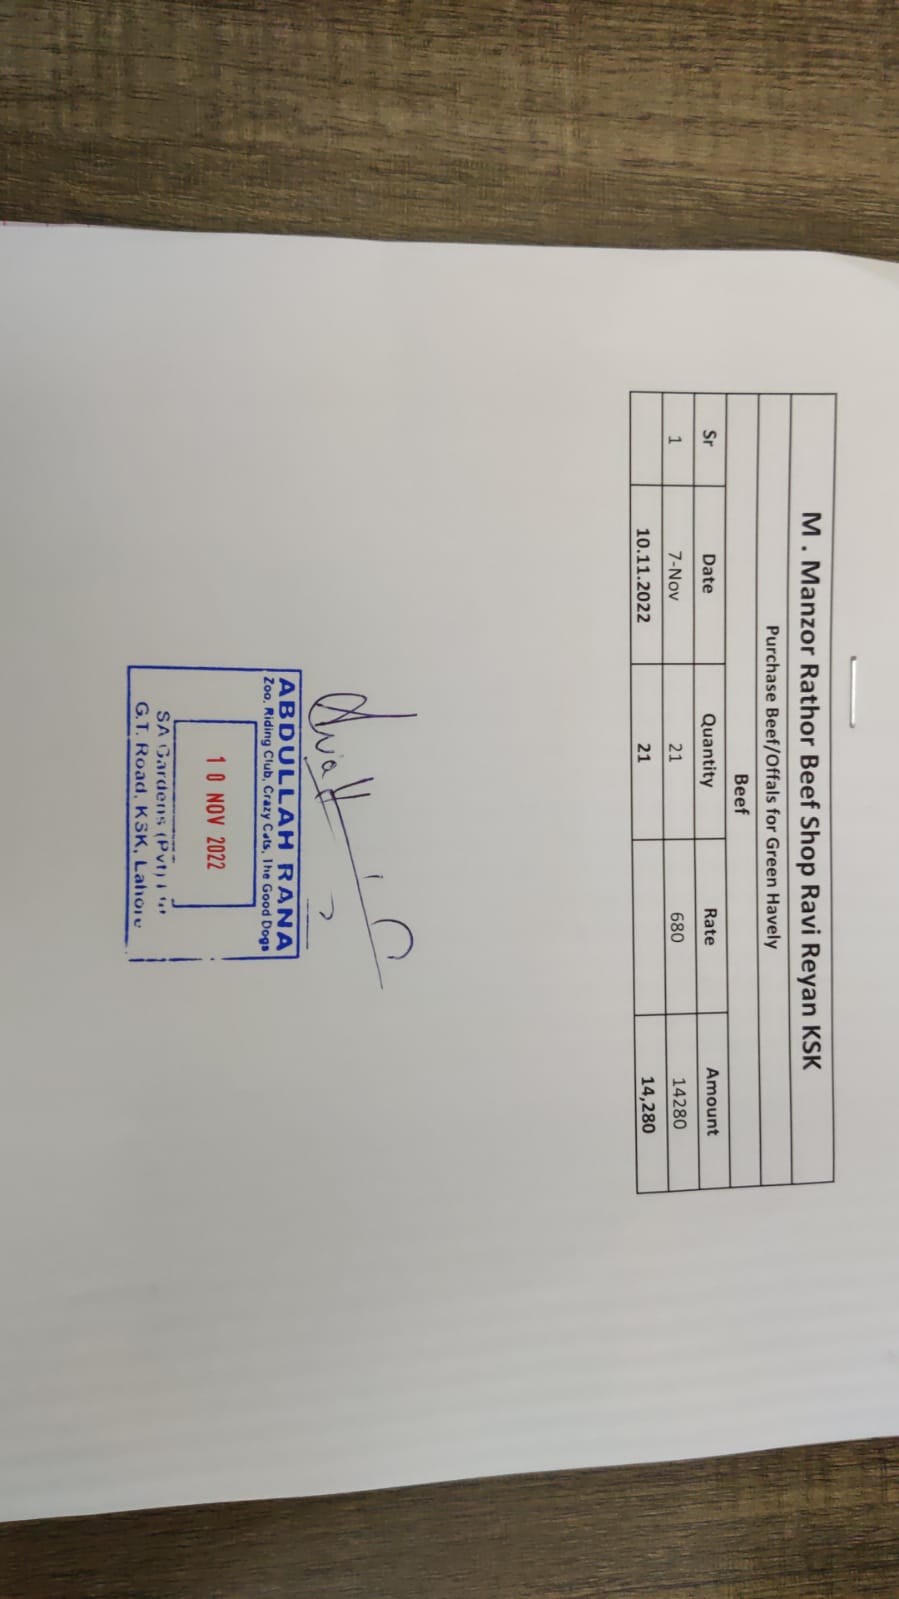 M . Manzor Rathor Beef Shop Ravi Reyan KSK
Purchase Beef/Offals for Green Havely
Beef
Sr Date Quantity Rate Amount
1 7-Nov 21 680 14280
10.11.2022 21 14,280
ABDULLAH RANA
Zoo, Riding Club, Crazy Cats, The Good Dogs
10 NOV 2022
SA Gardens (Pvt)
G.T. Road, KSK, Lahore